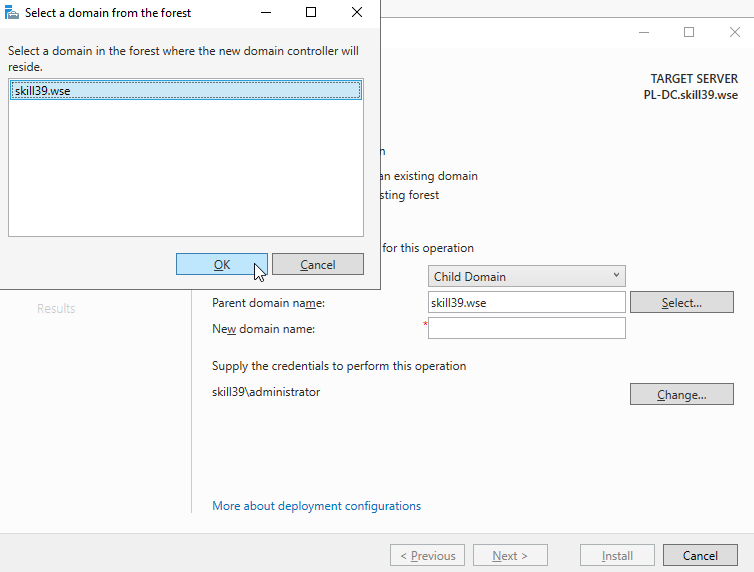 Select a domain from the forest
Select a domain in the forest where the new domain controller will
reside.
skill39.wse
OK
Cancel
TARGET SERVER
PL-DC.skill39.wse
an existing domain
sting forest
for this operation
Child Domain
Results
Parent domain name:
skill39.wse
Select...
New domain name:
*
Supply the credentials to perform this operation
skill39\administrator
Change...
More about deployment configurations
< Previous
Next >
Install
Cancel